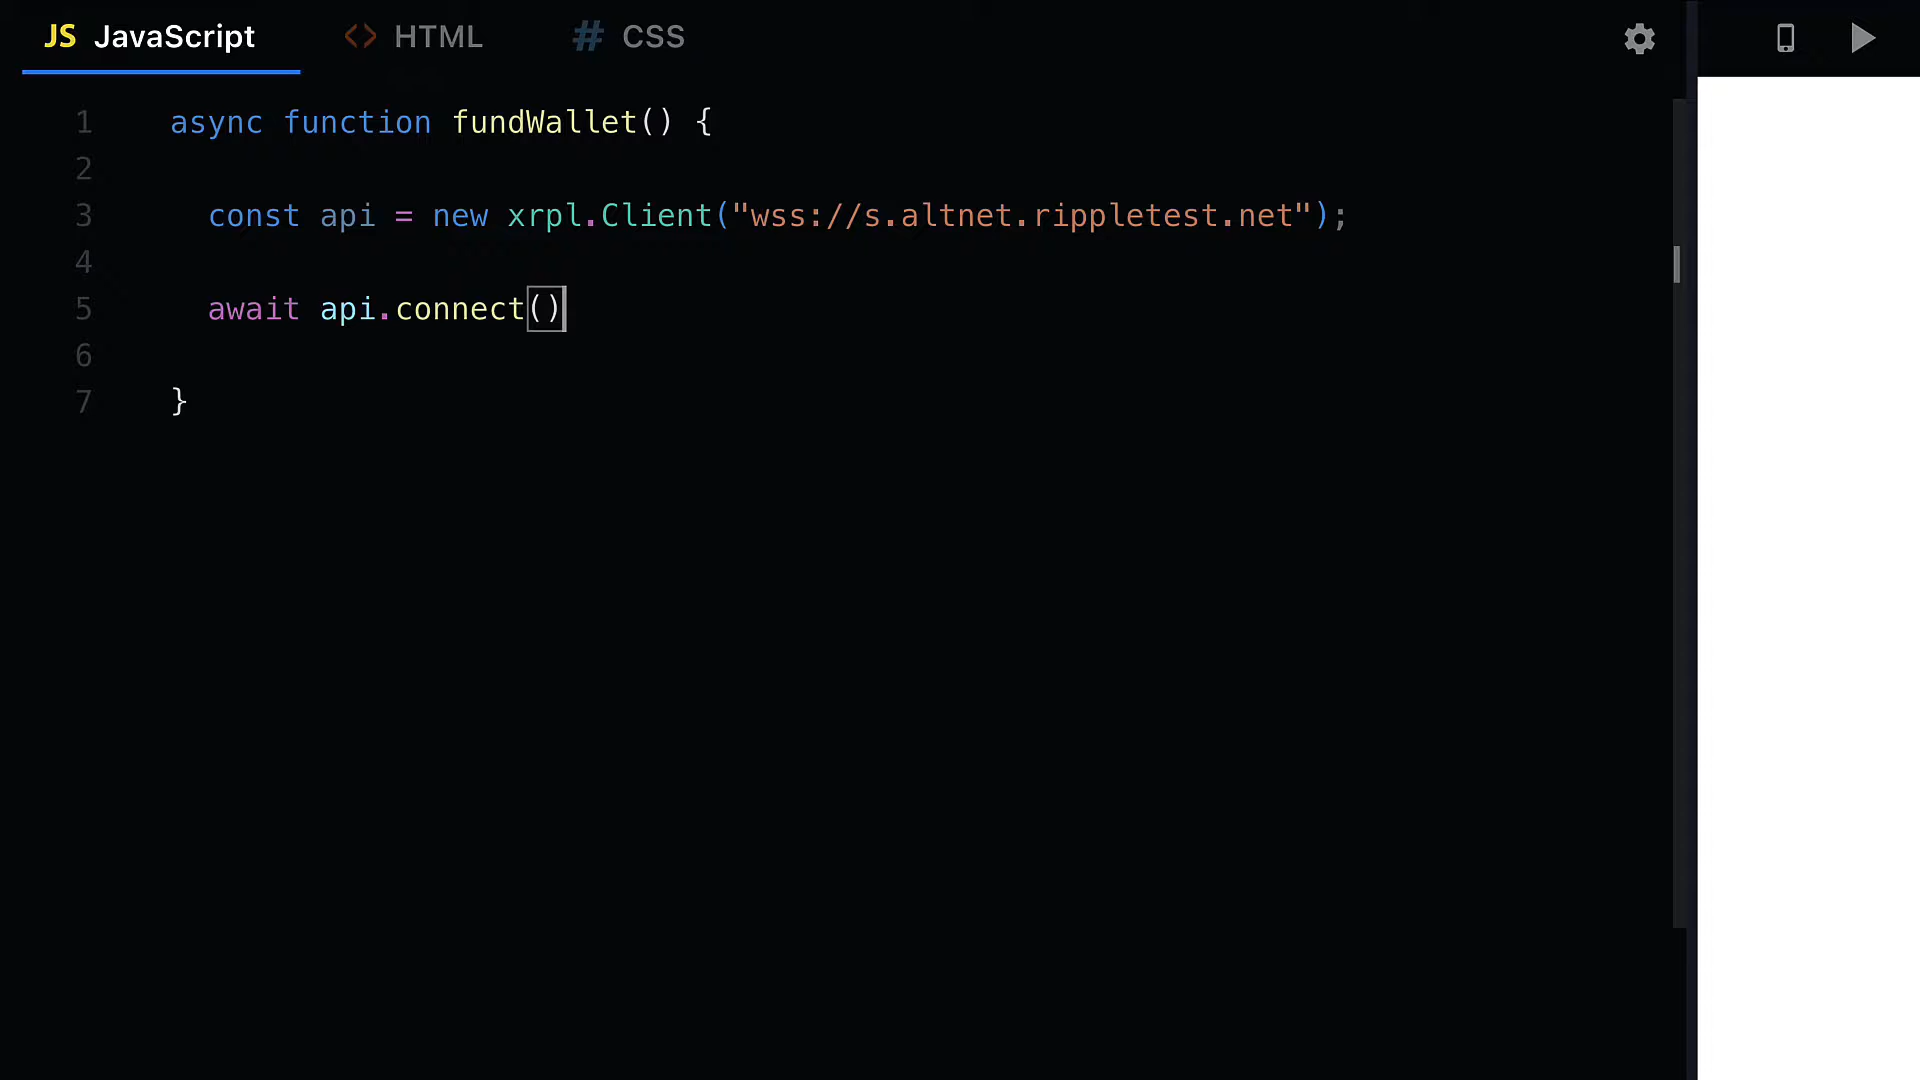 JS JavaScript <> HTML # CSS
1 async function fundWallet() {
2
3 const api = new xrpl.Client("wss://s.altnet.rippletest.net");
4
5 await api.connect()
6
7 }